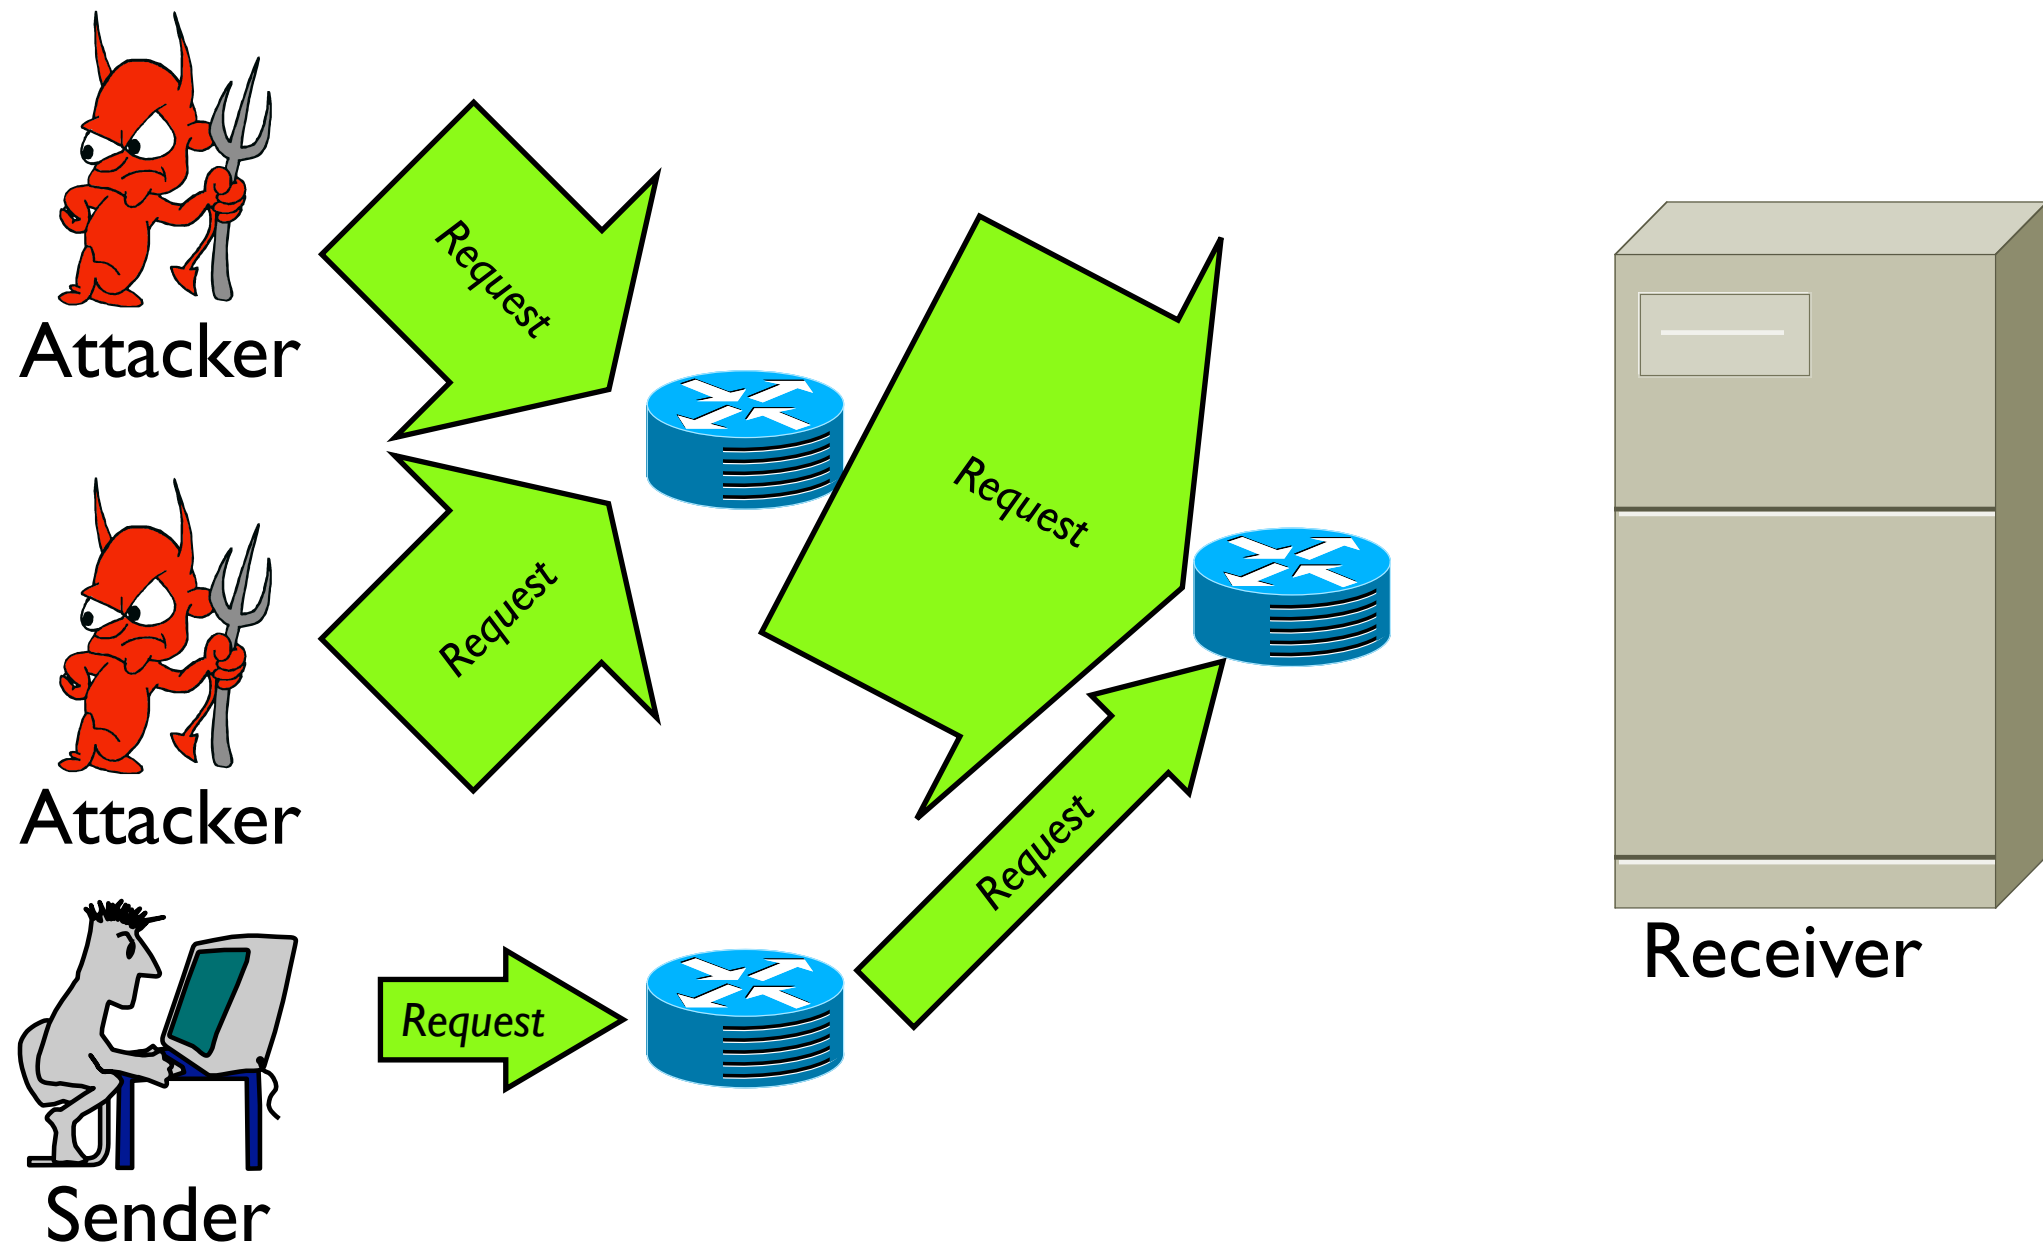 Request
Attacker
Request
Request
Attacker
Request
Receiver
Request
Sender